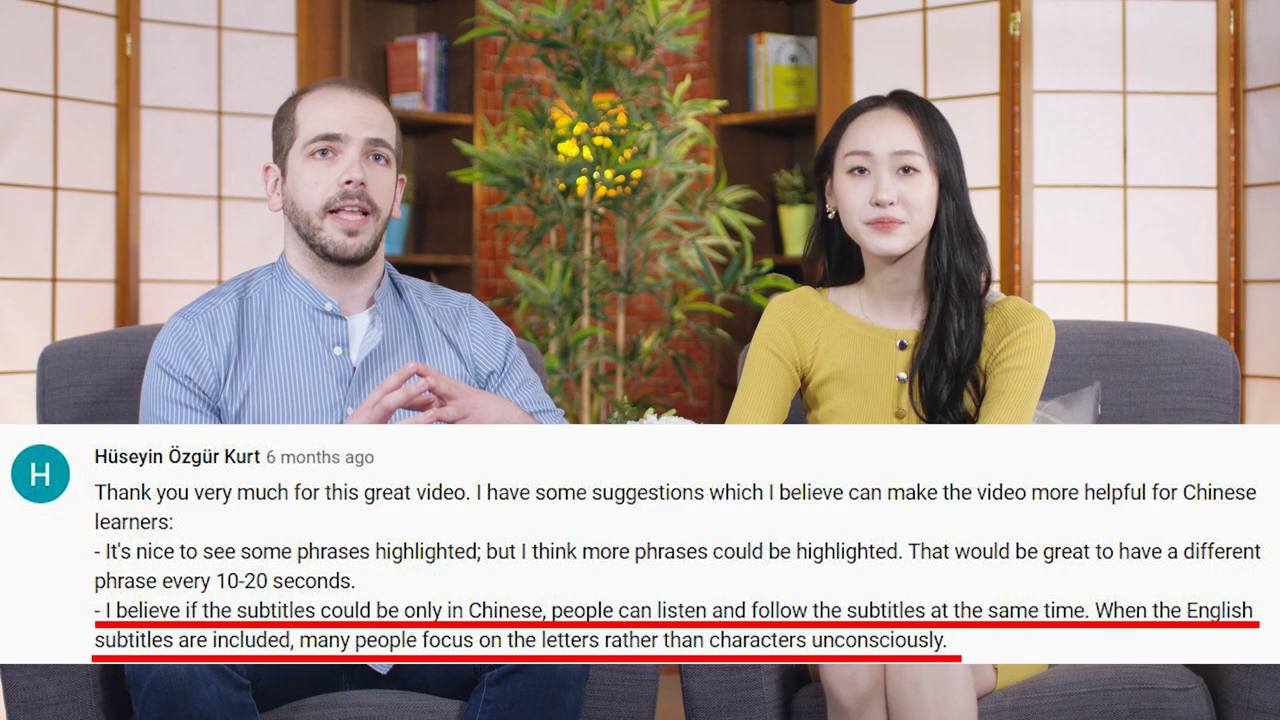 H
Hüseyin Özgür Kurt 6 months ago
Thank you very much for this great video. I have some suggestions which I believe can make the video more helpful for Chinese
learners:
- It's nice to see some phrases highlighted; but I think more phrases could be highlighted. That would be great to have a different
phrase every 10-20 seconds.
- I believe if the subtitles could be only in Chinese, people can listen and follow the subtitles at the same time. When the English
subtitles are included, many people focus on the letters rather than characters unconsciously.